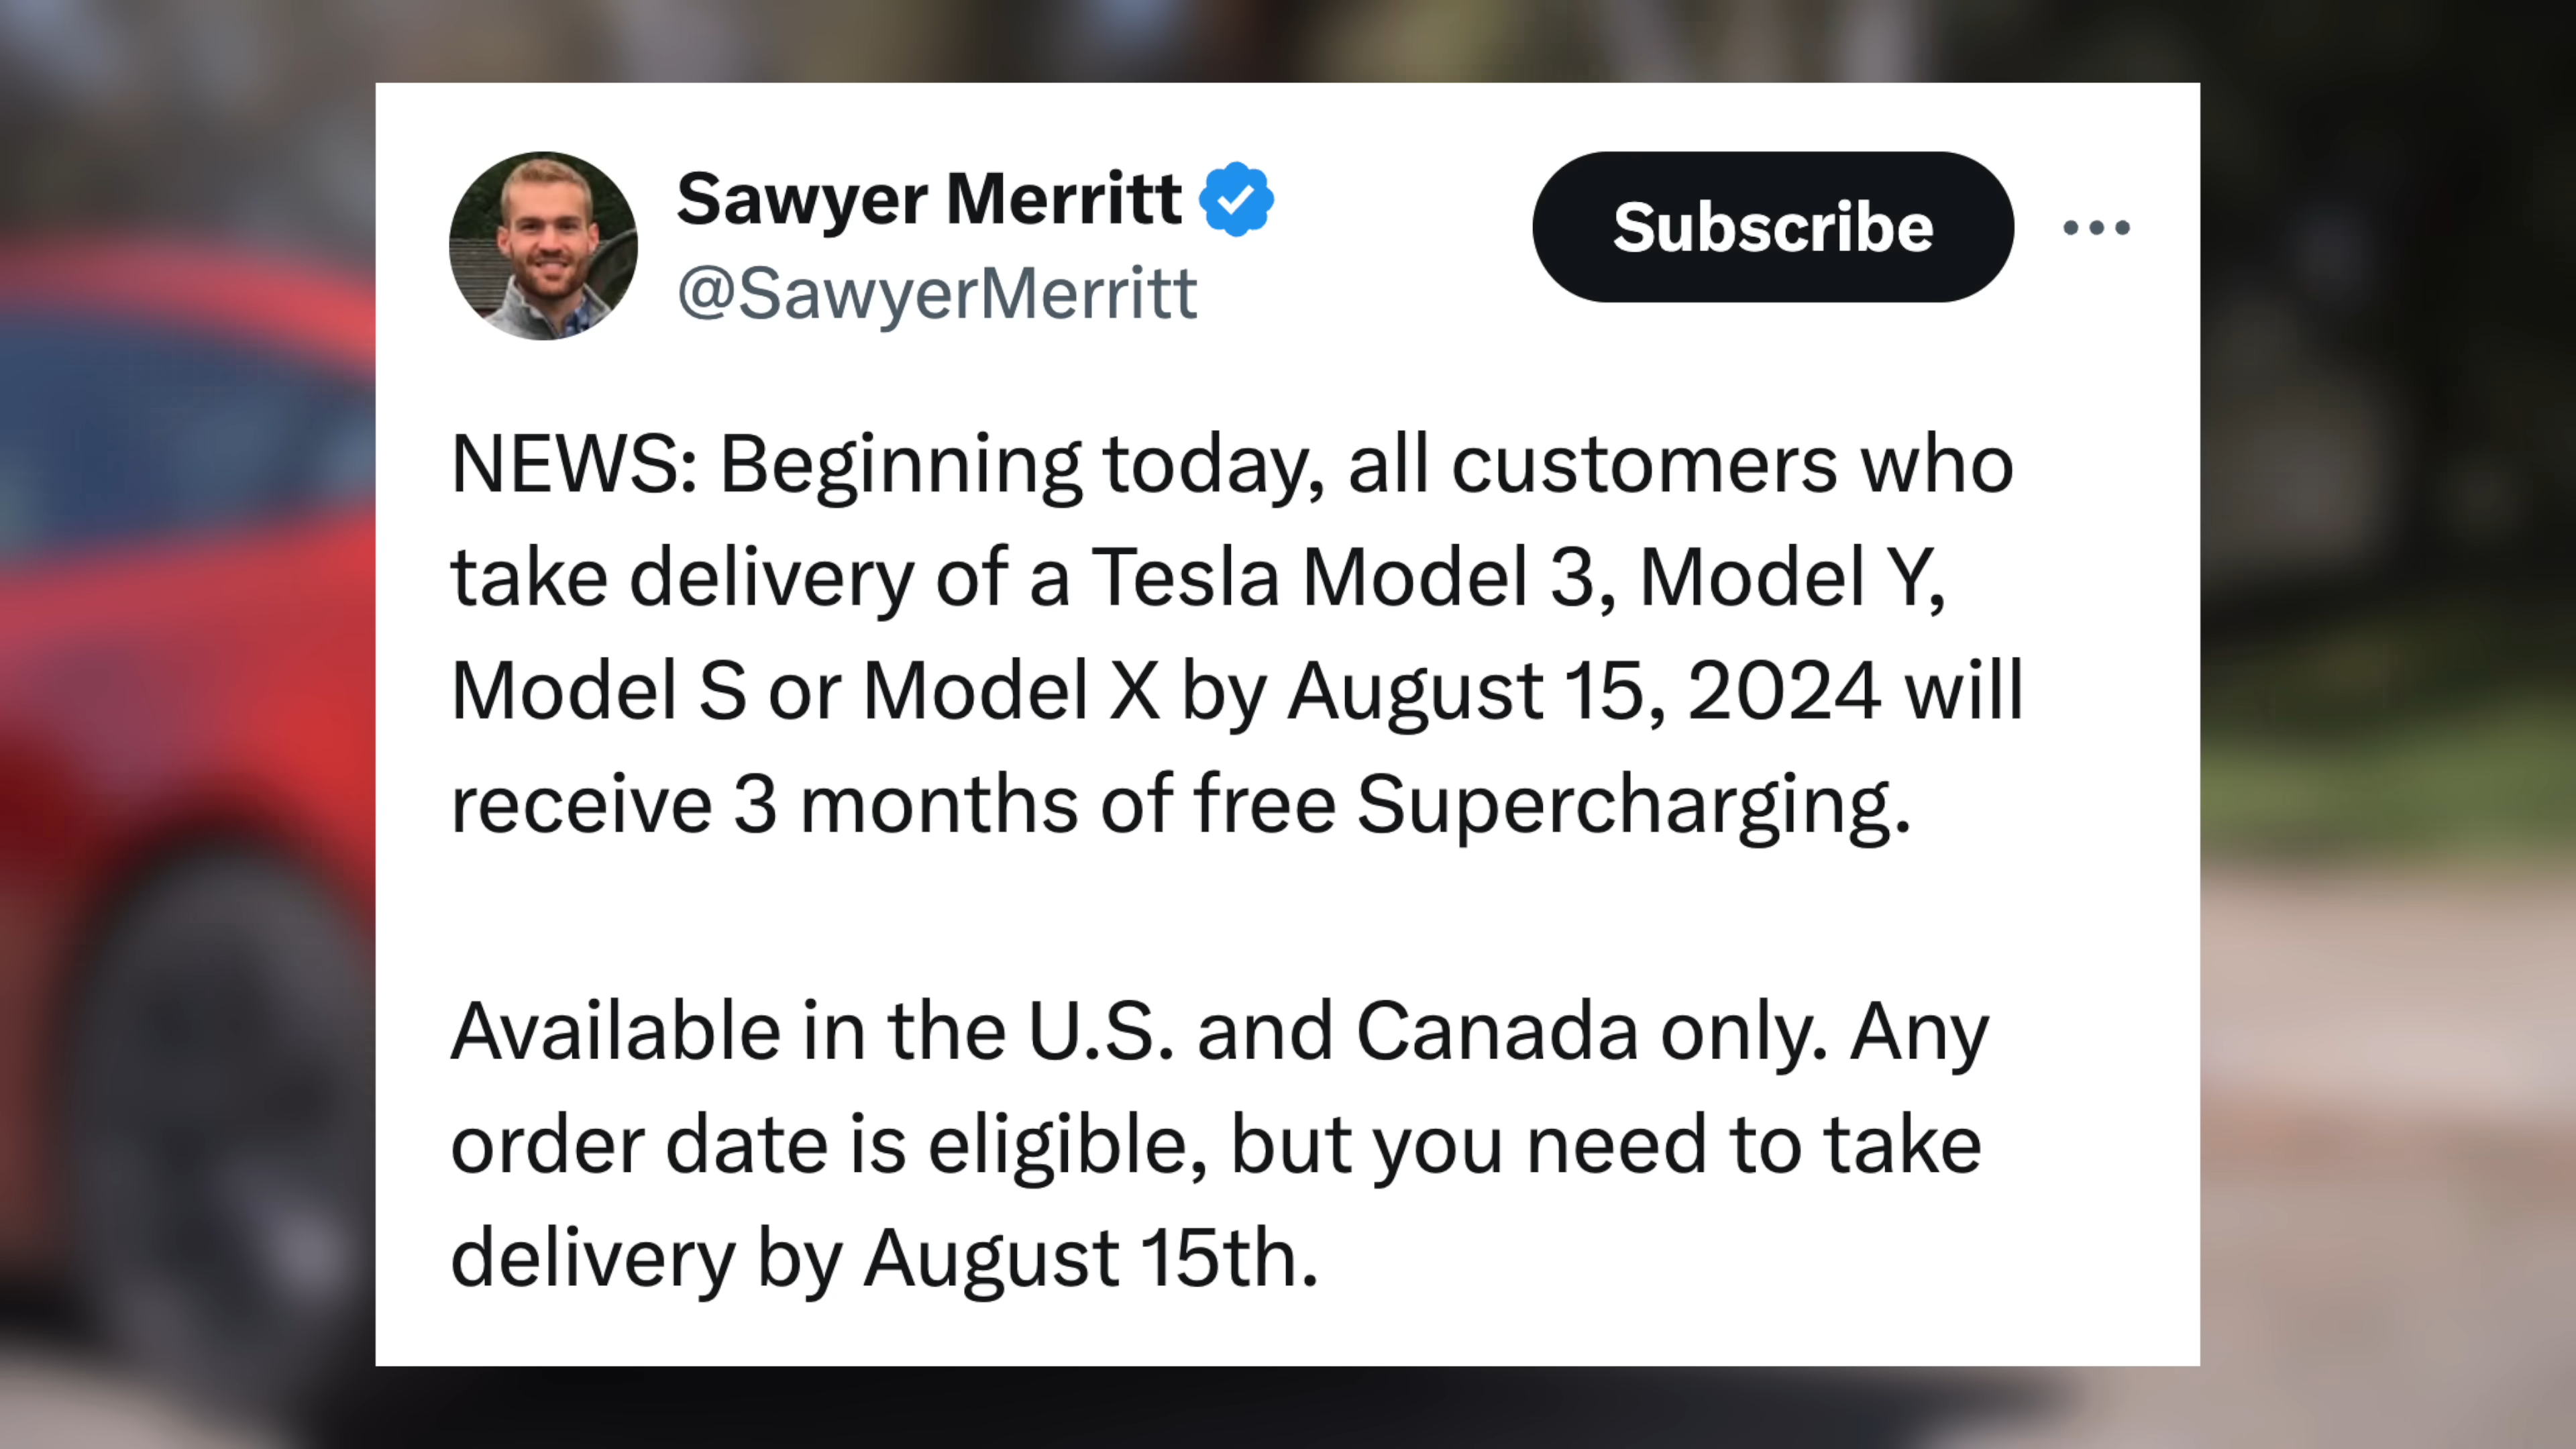 Sawyer Merritt
@SawyerMerritt
Subscribe
NEWS: Beginning today, all customers who
take delivery of a Tesla Model 3, Model Y,
Model S or Model X by August 15, 2024 will
receive 3 months of free Supercharging.
Available in the U.S. and Canada only. Any
order date is eligible, but you need to take
delivery by August 15th.